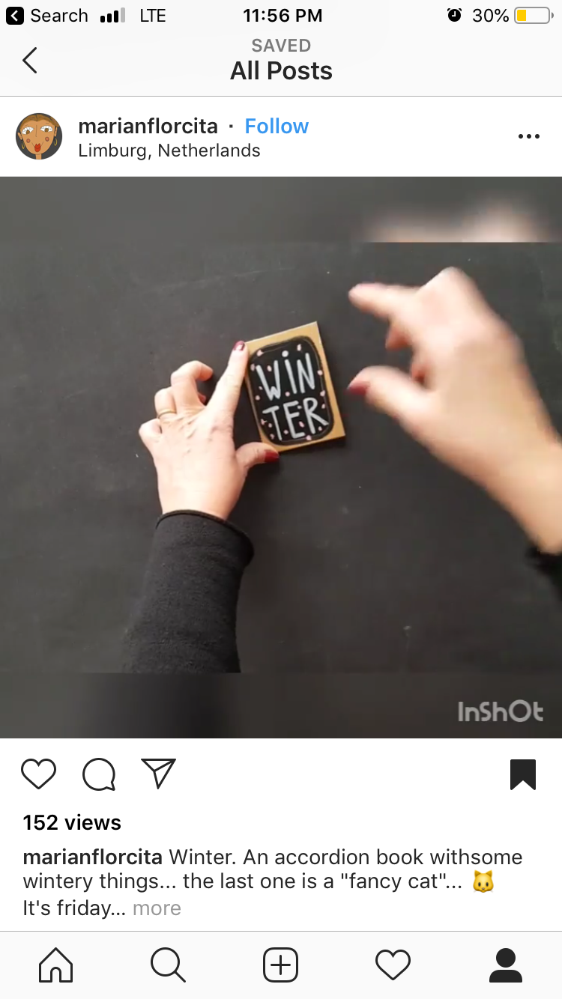 Search LTE 11:56 PM 30%
SAVED
All Posts
marianflorcita · Follow
Limburg, Netherlands
WIN
TER
InShOt
152 views
marianflorcita Winter. An accordion book withsome
wintery things... the last one is a "fancy cat"... 🐱
It's friday... more